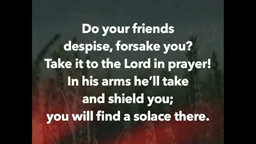 Do your friends
despise, forsake you?
Take it to the Lord in prayer!
In his arms he'll take
and shield you;
you will find a solace there.